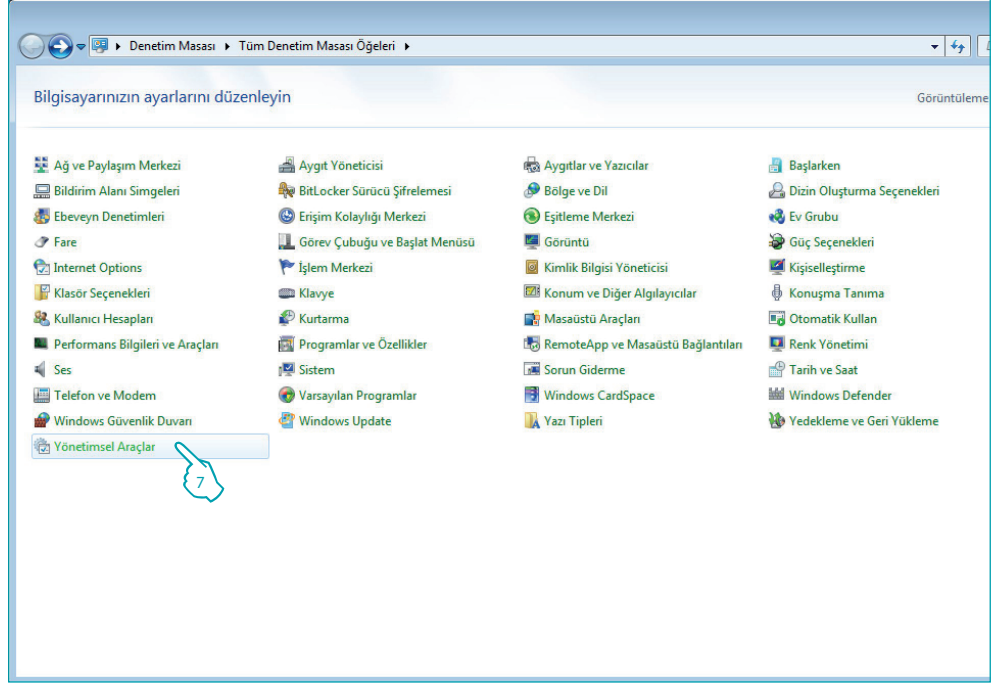 Denetim Masası Tüm Denetim Masası Öğeleri
Bilgisayarınızın ayarlarını düzenleyin
Görüntüleme
Ağ ve Paylaşım Merkezi Aygıt Yöneticisi Aygıtlar ve Yazıcılar Başlarken
Bildirim Alanı Simgeleri BitLocker Sürücü Şifrelemesi Bölge ve Dil Dizin Oluşturma Seçenekleri
Ebeveyn Denetimleri Erişim Kolaylığı Merkezi Eşitleme Merkezi Ev Grubu
Fare Görev Çubuğu ve Başlat Menüsü Görüntü Güç Seçenekleri
Internet Options İşlem Merkezi Kimlik Bilgisi Yöneticisi Kişiselleştirme
Klasör Seçenekleri Klavye Konum ve Diğer Algılayıcılar Konuşma Tanıma
Kullanıcı Hesapları Kurtarma Masaüstü Araçları Otomatik Kullan
Performans Bilgileri ve Araçları Programlar ve Özellikler RemoteApp ve Masaüstü Bağlantıları Renk Yönetimi
Ses Sistem Sorun Giderme Tarih ve Saat
Telefon ve Modem Varsayılan Programlar Windows CardSpace Windows Defender
Windows Güvenlik Duvarı Windows Update Yazı Tipleri Yedekleme ve Geri Yükleme
Yönetimsel Araçlar
7